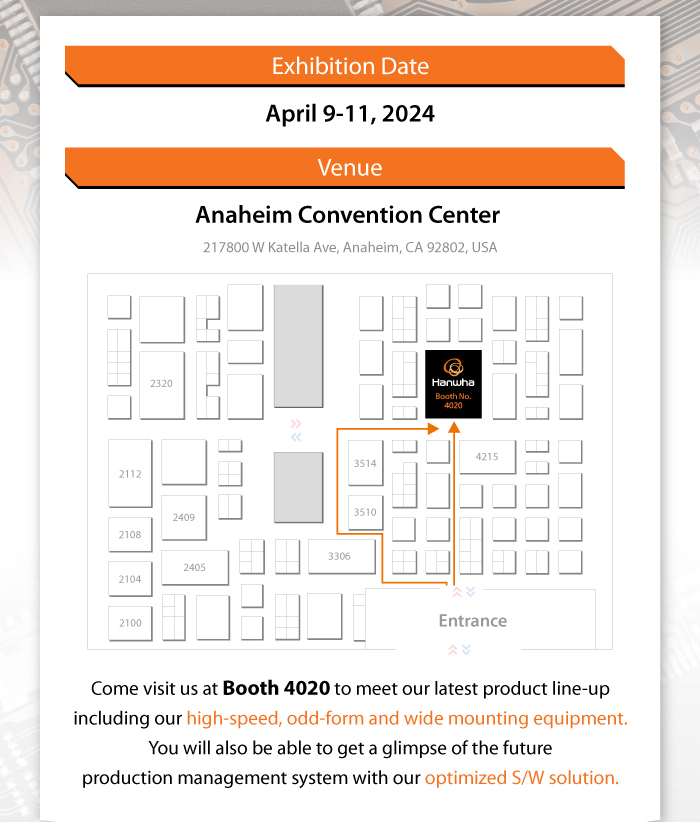 Exhibition Date
April 9-11, 2024
Venue
Anaheim Convention Center
217800 W Katella Ave, Anaheim, CA 92802, USA
2320
Hanwha
Booth No.
4020
2112
3514
4215
2409
3510
2108
2405
3306
2104
2100
Entrance
Come visit us at Booth 4020 to meet our latest product line-up
including our high-speed, odd-form and wide mounting equipment.
You will also be able to get a glimpse of the future
production management system with our optimized S/W solution.